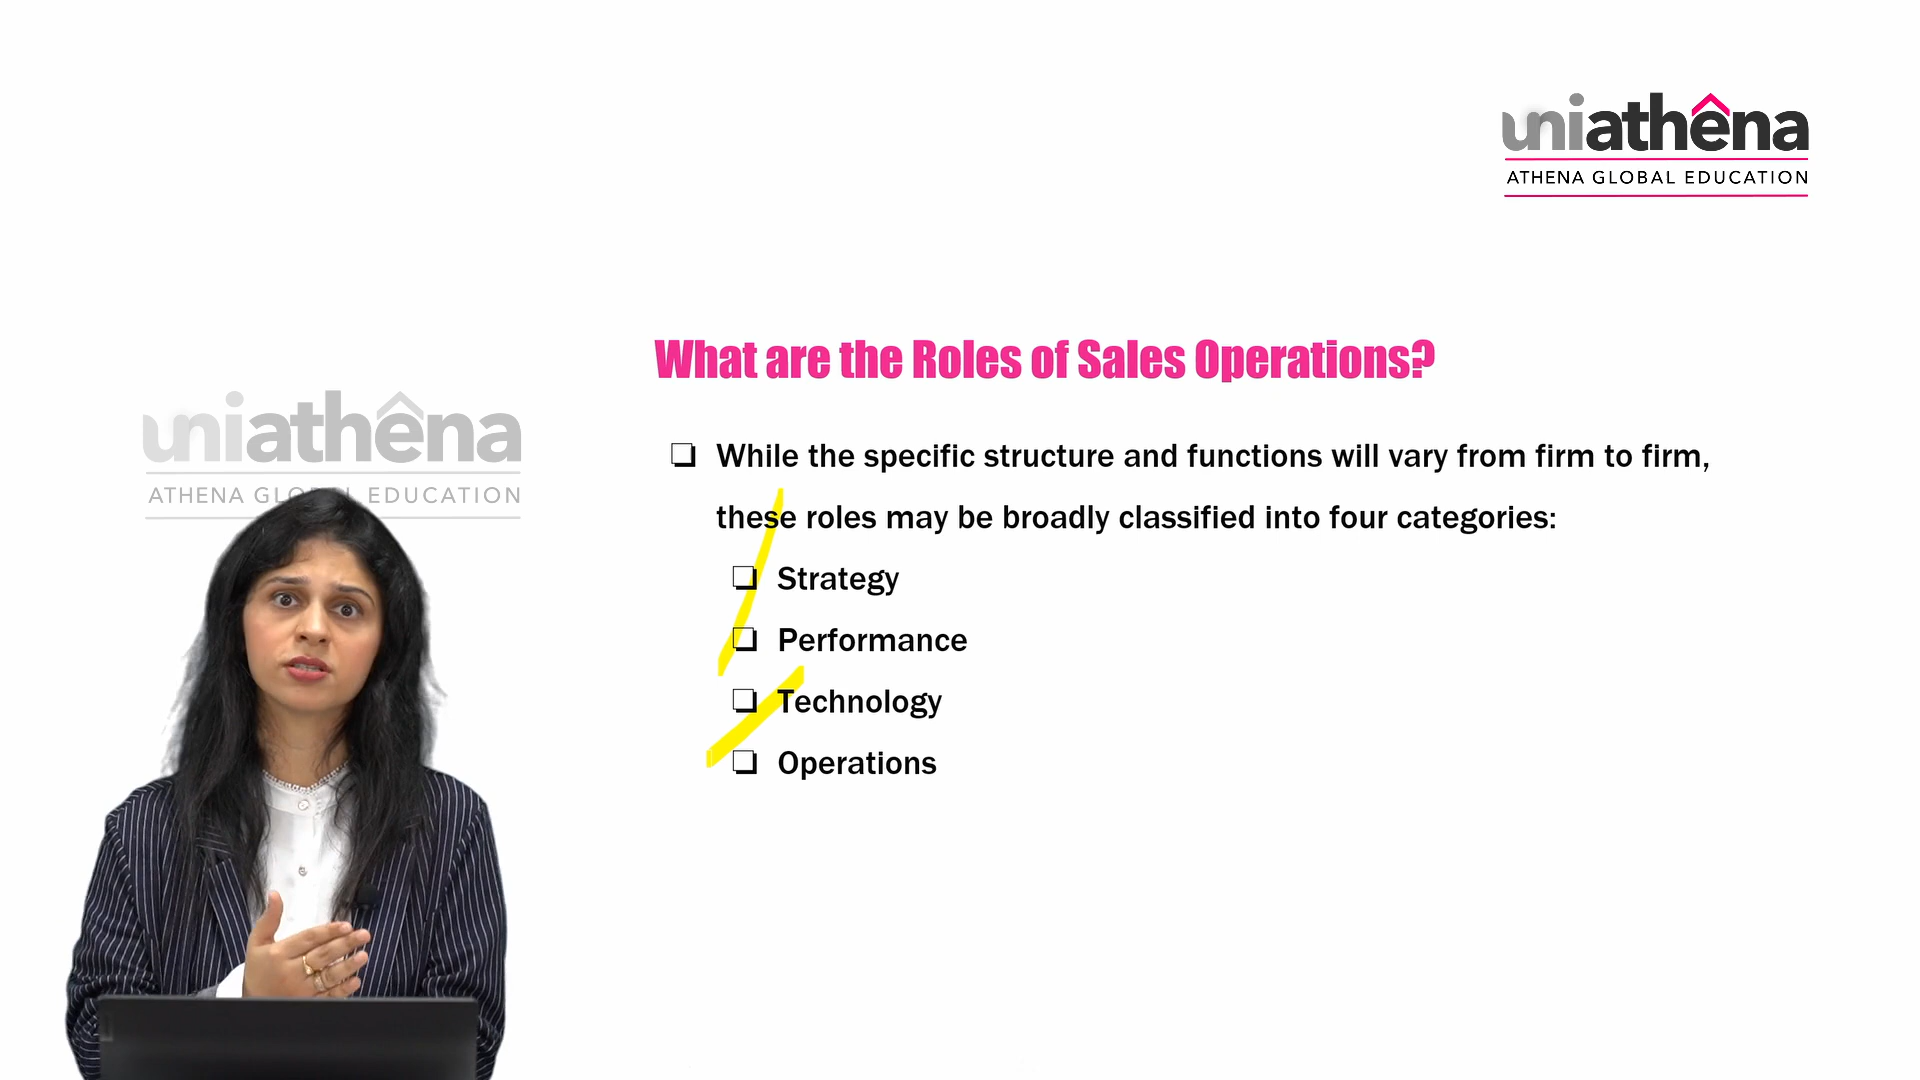 uniathena
ATHENA GLOBAL EDUCATION
What are the Roles of Sales Operations?
uniathena
ATHENA GLOBAL EDUCATION
❏ While the specific structure and functions will vary from firm to firm,
these roles may be broadly classified into four categories:
❏ Strategy
❏ Performance
❏ Technology
❏ Operations